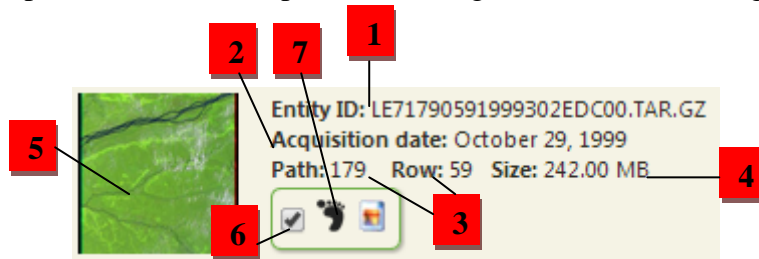 1
2
7
Entity ID: LE71790591999302EDC00.TAR.GZ
Acquisition date: October 29, 1999
5
Path: 179 Row: 59 Size: 242.00 MB
4
3
6